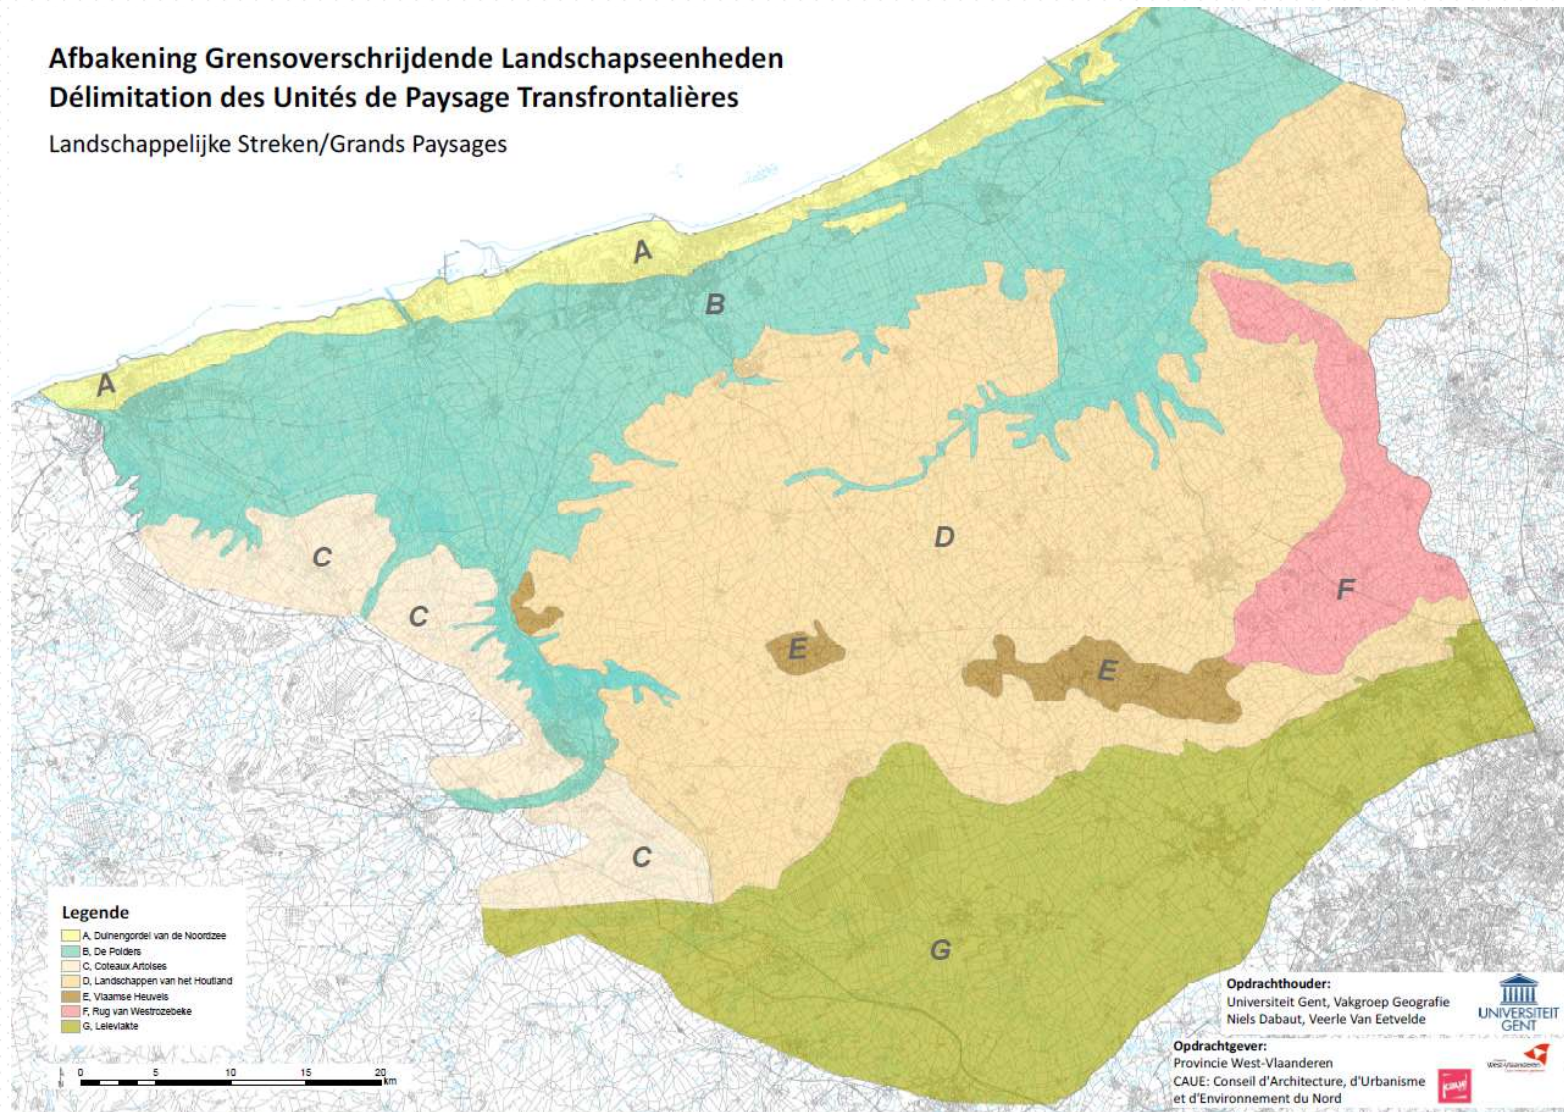 Afbakening Grensoverschrijdende Landschapseenheden
Délimitation des Unités de Paysage Transfrontalières
Landschappelijke Streken/Grands Paysages
A
B
A
D
C
C
F
E
E
C
G
Legende
A, Duinengordel van de Noordzee
B, De Polders
C, Coteaux Artoises
D, Landschappen van het Houtland
E, Vlaamse Heuvels
F, Rug van Westrozebeke
G, Leievlakte
0 5 10 15 20
km
Opdrachthouder:
Universiteit Gent, Vakgroep Geografie
Niels Dabaut, Veerle Van Eetvelde
UNIVERSITEIT
GENT
Opdrachtgever:
Provincie West-Vlaanderen
CAUE: Conseil d'Architecture, d'Urbanisme
et d'Environnement du Nord
caue
West-Vlaanderen